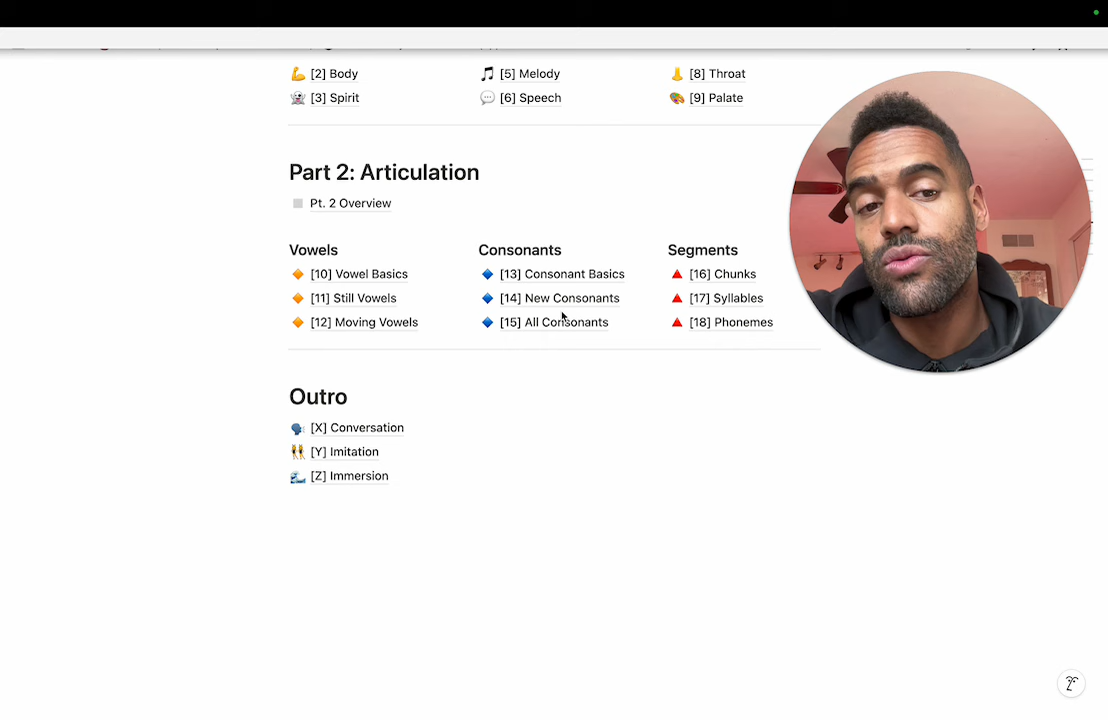 [2] Body
[5] Melody
[8] Throat
[3] Spirit
[6] Speech
[9] Palate
Part 2: Articulation
Pt. 2 Overview
Vowels
[10] Vowel Basics
[11] Still Vowels
[12] Moving Vowels
Consonants
[13] Consonant Basics
[14] New Consonants
[15] All Consonants
Segments
[16] Chunks
[17] Syllables
[18] Phonemes
Outro
[X] Conversation
[Y] Imitation
[Z] Immersion